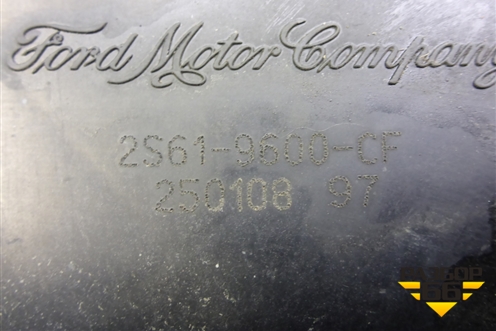 Ford Motor Company
2S61-9600-CF
250108 97